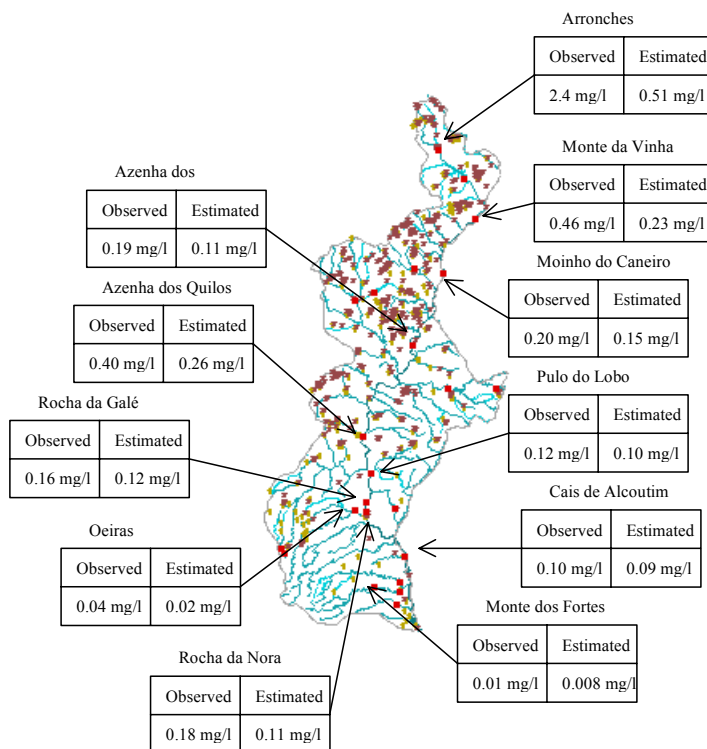 Arronches
Observed Estimated
2.4 mg/l 0.51 mg/l
Monte da Vinha
Observed Estimated
0.46 mg/l 0.23 mg/l
Azenha dos
Observed Estimated
0.19 mg/l 0.11 mg/l
Moinho do Caneiro
Observed Estimated
0.20 mg/l 0.15 mg/l
Azenha dos Quilos
Observed Estimated
0.40 mg/l 0.26 mg/l
Pulo do Lobo
Observed Estimated
0.12 mg/l 0.10 mg/l
Rocha da Galé
Observed Estimated
0.16 mg/l 0.12 mg/l
Cais de Alcoutim
Observed Estimated
0.10 mg/l 0.09 mg/l
Oeiras
Observed Estimated
0.04 mg/l 0.02 mg/l
Monte dos Fortes
Observed Estimated
0.01 mg/l 0.008 mg/l
Rocha da Nora
Observed Estimated
0.18 mg/l 0.11 mg/l